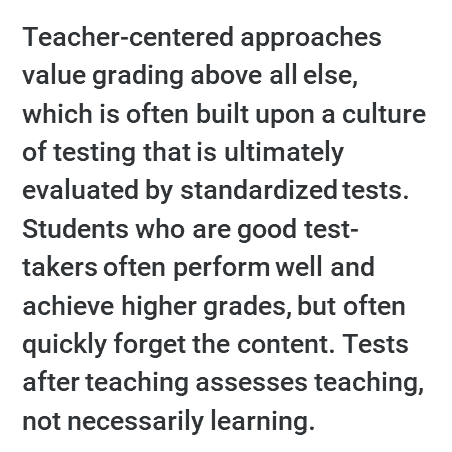 Teacher-centered approaches
value grading above all else,
which is often built upon a culture
of testing that is ultimately
evaluated by standardized tests.
Students who are good test-
takers often perform well and
achieve higher grades, but often
quickly forget the content. Tests
after teaching assesses teaching,
not necessarily learning.